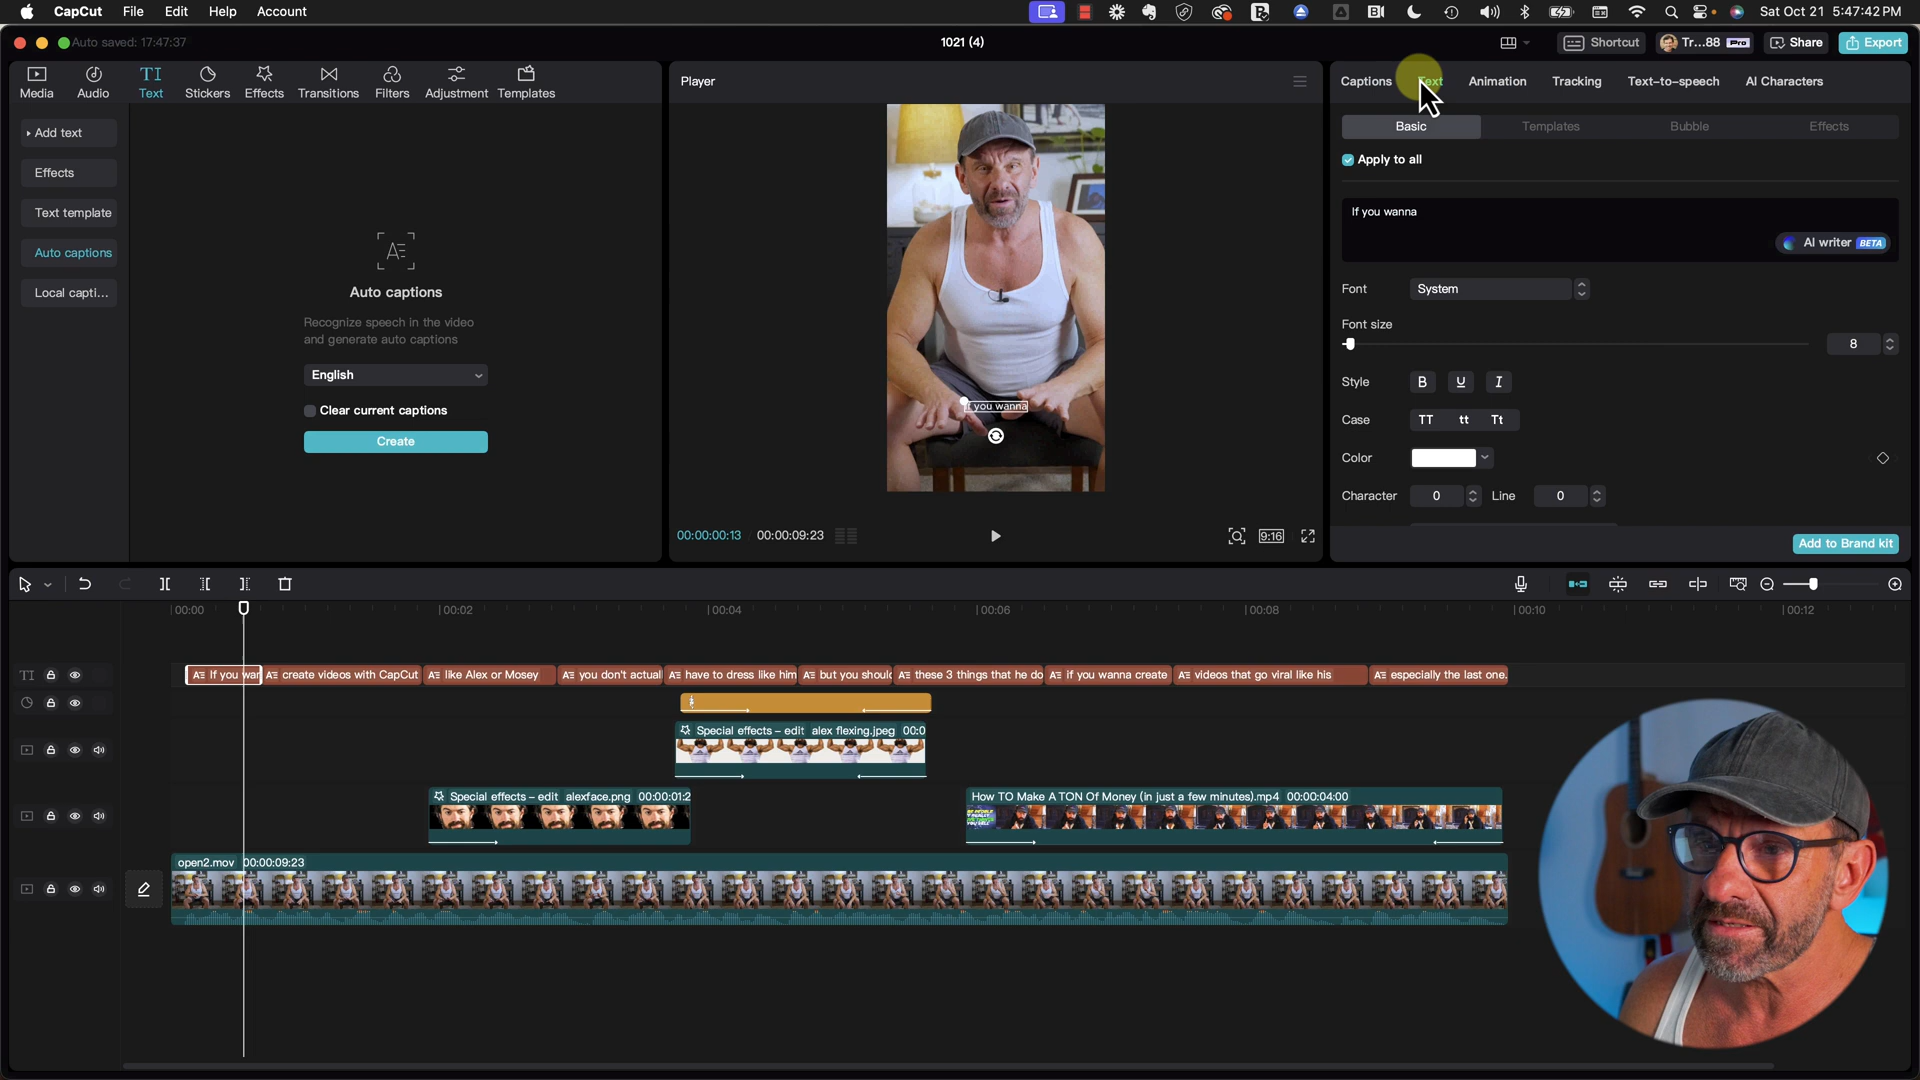 CapCut File Edit Help Account
Sat Oct 21 5:47:42 PM
Auto saved: 17:47:37
1021 (4)
Shortcut
Tr...88 Pro
Share
Export
Media Audio Text Stickers Effects Transitions Filters Adjustment Templates
Player
Captions Text Animation Tracking Text-to-speech AI Characters
Add text
Effects
Text template
Auto captions
Local capti...
Auto captions
Recognize speech in the video
and generate auto captions
English
Clear current captions
Create
you wanna
00:00:00:13 00:00:09:23
9:16
Basic Templates Bubble Effects
Apply to all
If you wanna
AI writer BETA
Font System
Font size
8
Style B U I
Case TT tt Tt
Color
Character 0 Line 0
Add to Brand kit
00:00 00:02 00:04 00:06 00:08 00:10 00:12
If you wan
create videos with CapCut
like Alex or Mosey
you don't actual
have to dress like him
but you should
these 3 things that he do
if you wanna create
videos that go viral like his
especially the last one.
Special effects – edit alex flexing.jpeg 00:0
Special effects – edit alexface.png 00:00:01:2
How TO Make A TON Of Money (in just a few minutes).mp4 00:00:04:00
open2.mov 00:00:09:23